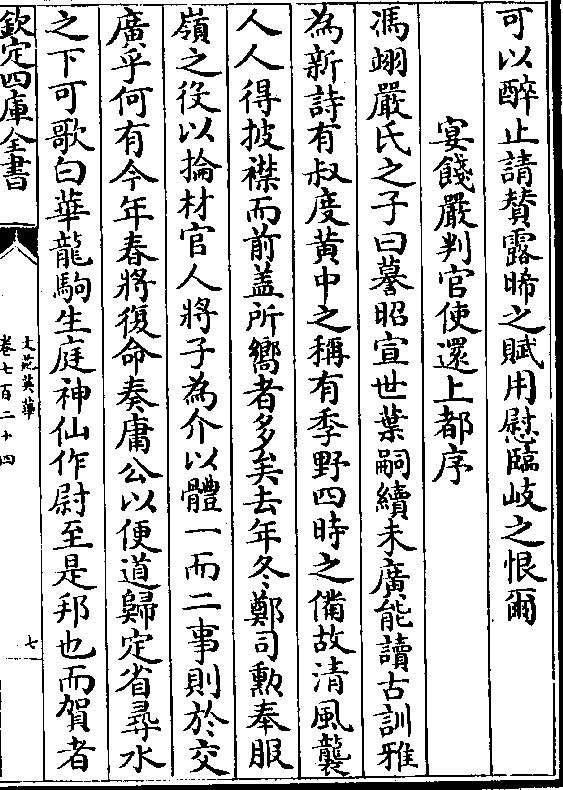 可以醉止請賛露晞之賦用慰臨岐之恨爾
宴餞嚴判官使還上都序
馮翊嚴氏之子曰謩昭宣世葉嗣續未廣能讀古訓雅
為新詩有叔度黄中之稱有季野四時之備故清風襲
人人得披襟而前盖所嚮者多矣去年冬鄭司勲奉服
嶺之役以掄材官人將子為介以體一而二事則於交
廣乎何有今年春將復命奏庸公以便道歸定省尋水
之下可歌白華龍駒生庭神仙作尉至是邦也而賀者
欽定四庫全書
文苑英華
卷七百二十四
七